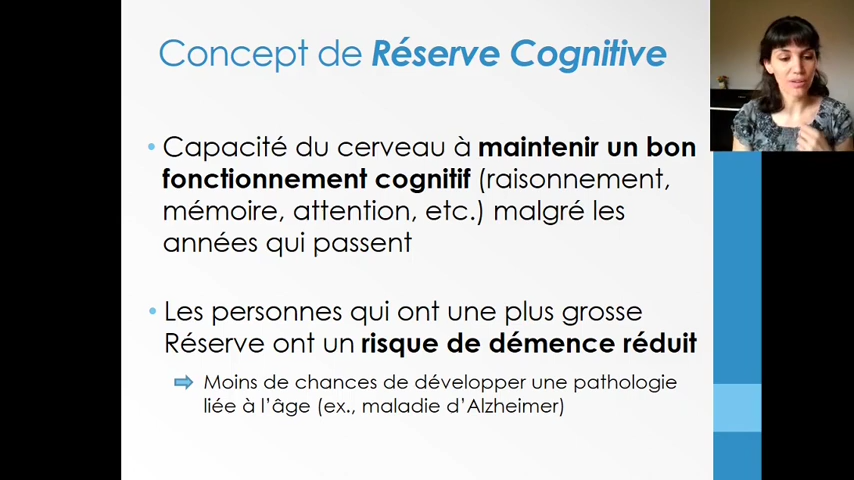 Concept de Réserve Cognitive
• Capacité du cerveau à maintenir un bon
fonctionnement cognitif (raisonnement,
mémoire, attention, etc.) malgré les
années qui passent
• Les personnes qui ont une plus grosse
Réserve ont un risque de démence réduit
Moins de chances de développer une pathologie
liée à l'âge (ex., maladie d'Alzheimer)